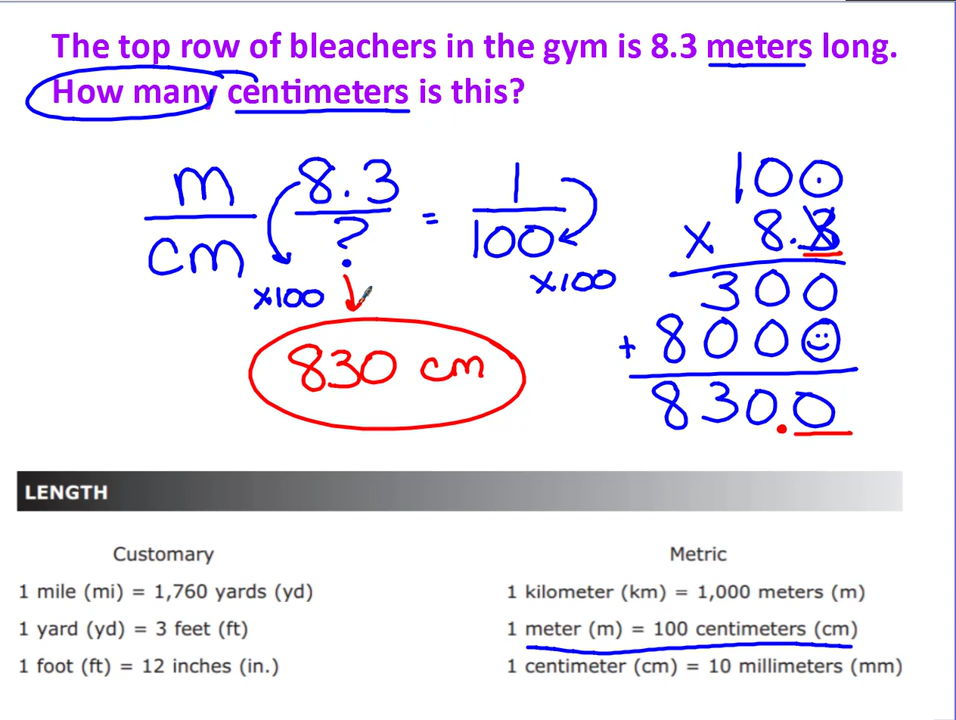 The top row of bleachers in the gym is 8.3 meters long.
How many centimeters is this?
m 8.3 = 1
cm ? 100
x100 x100
830 cm
100
x 8.3
300
+ 8000
830.0
LENGTH
Customary
1 mile (mi) = 1,760 yards (yd)
1 yard (yd) = 3 feet (ft)
1 foot (ft) = 12 inches (in.)
Metric
1 kilometer (km) = 1,000 meters (m)
1 meter (m) = 100 centimeters (cm)
1 centimeter (cm) = 10 millimeters (mm)